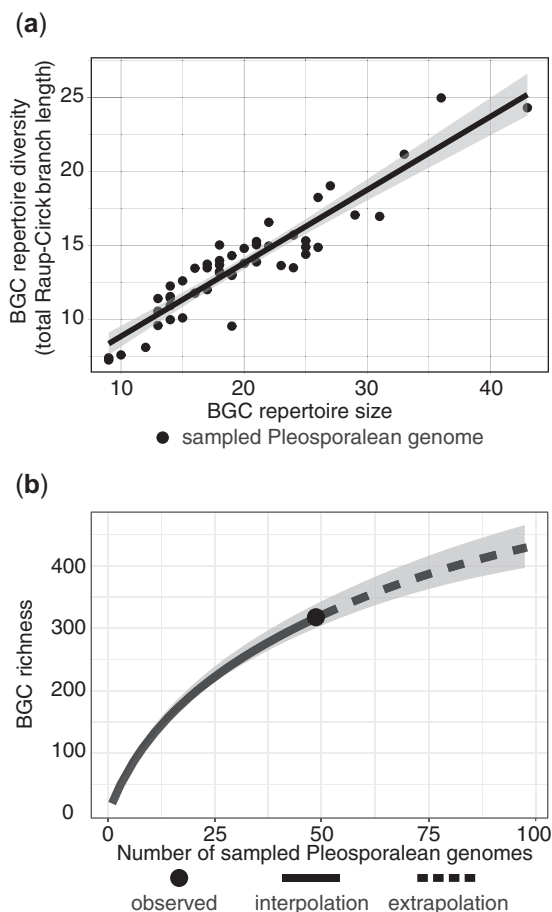 (a)
BGC repertoire diversity
(total Raup-Circk branch length)
25
20
15
10
10 20 30 40
BGC repertoire size
sampled Pleosporalean genome
(b)
BGC richness
400
300
200
100
0
0 25 50 75 100
Number of sampled Pleosporalean genomes
observed interpolation extrapolation